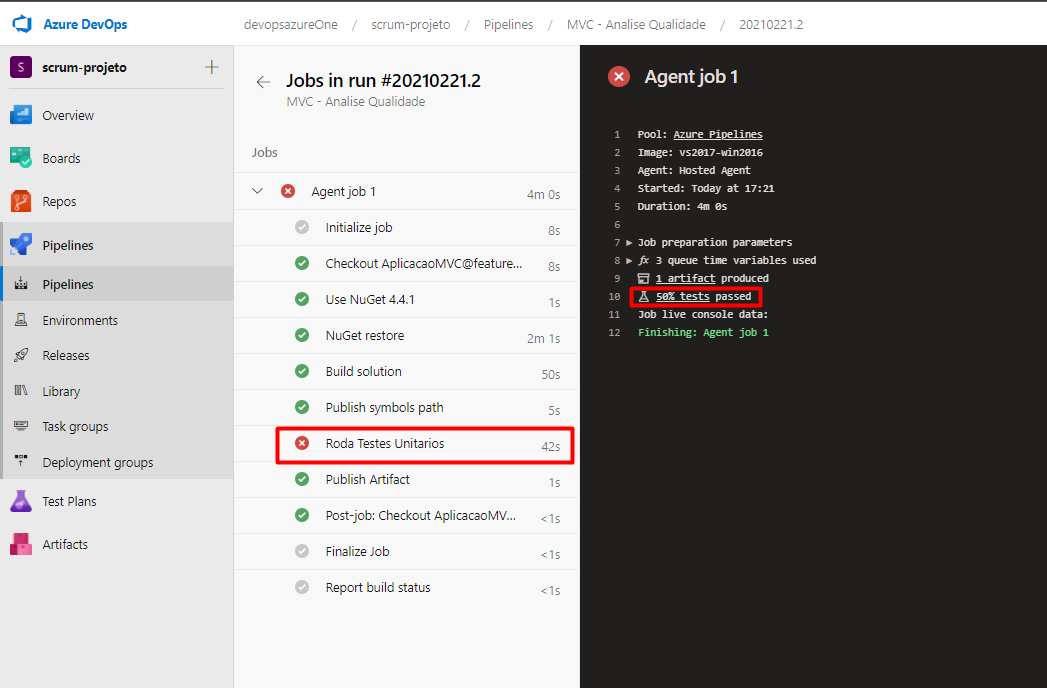 Azure DevOps
devopsazureOne / scrum-projeto / Pipelines / MVC - Analise Qualidade / 20210221.2
S scrum-projeto
Overview
Boards
Repos
Pipelines
Pipelines
Environments
Releases
Library
Task groups
Deployment groups
Test Plans
Artifacts
Jobs in run #20210221.2
MVC - Analise Qualidade
Jobs
Agent job 1 4m 0s
Initialize job 8s
Checkout AplicacaoMVC@feature... 8s
Use NuGet 4.4.1 1s
NuGet restore 2m 1s
Build solution 50s
Publish symbols path 5s
Roda Testes Unitarios 42s
Publish Artifact 1s
Post-job: Checkout AplicacaoMV... <1s
Finalize Job <1s
Report build status <1s
Agent job 1
1 Pool: Azure Pipelines
2 Image: vs2017-win2016
3 Agent: Hosted Agent
4 Started: Today at 17:21
5 Duration: 4m 0s
6
7 Job preparation parameters
8 fx 3 queue time variables used
9 1 artifact produced
10 50% tests passed
11 Job live console data:
12 Finishing: Agent job 1